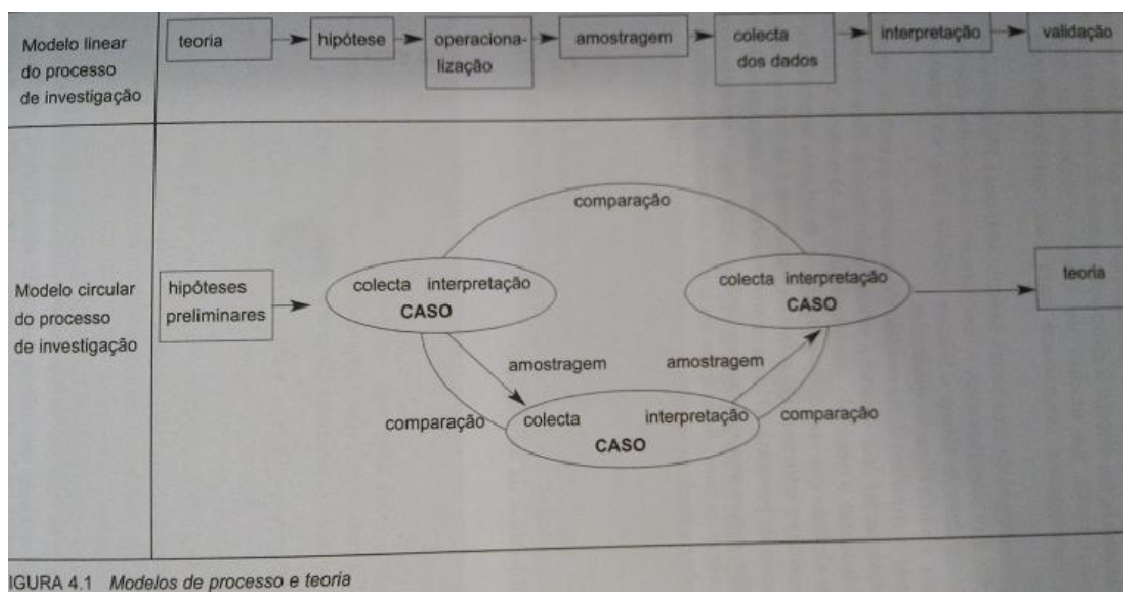 Modelo linear
do processo
de investigação
teoria
hipótese
operaciona-
lização
amostragem
colecta
dos dados
interpretação
validação
Modelo circular
do processo
de investigação
hipóteses
preliminares
comparação
colecta interpretação
CASO
colecta interpretação
CASO
teoria
amostragem
amostragem
comparação
colecta interpretação
comparação
CASO
IGURA 4.1 Modelos de processo e teoria